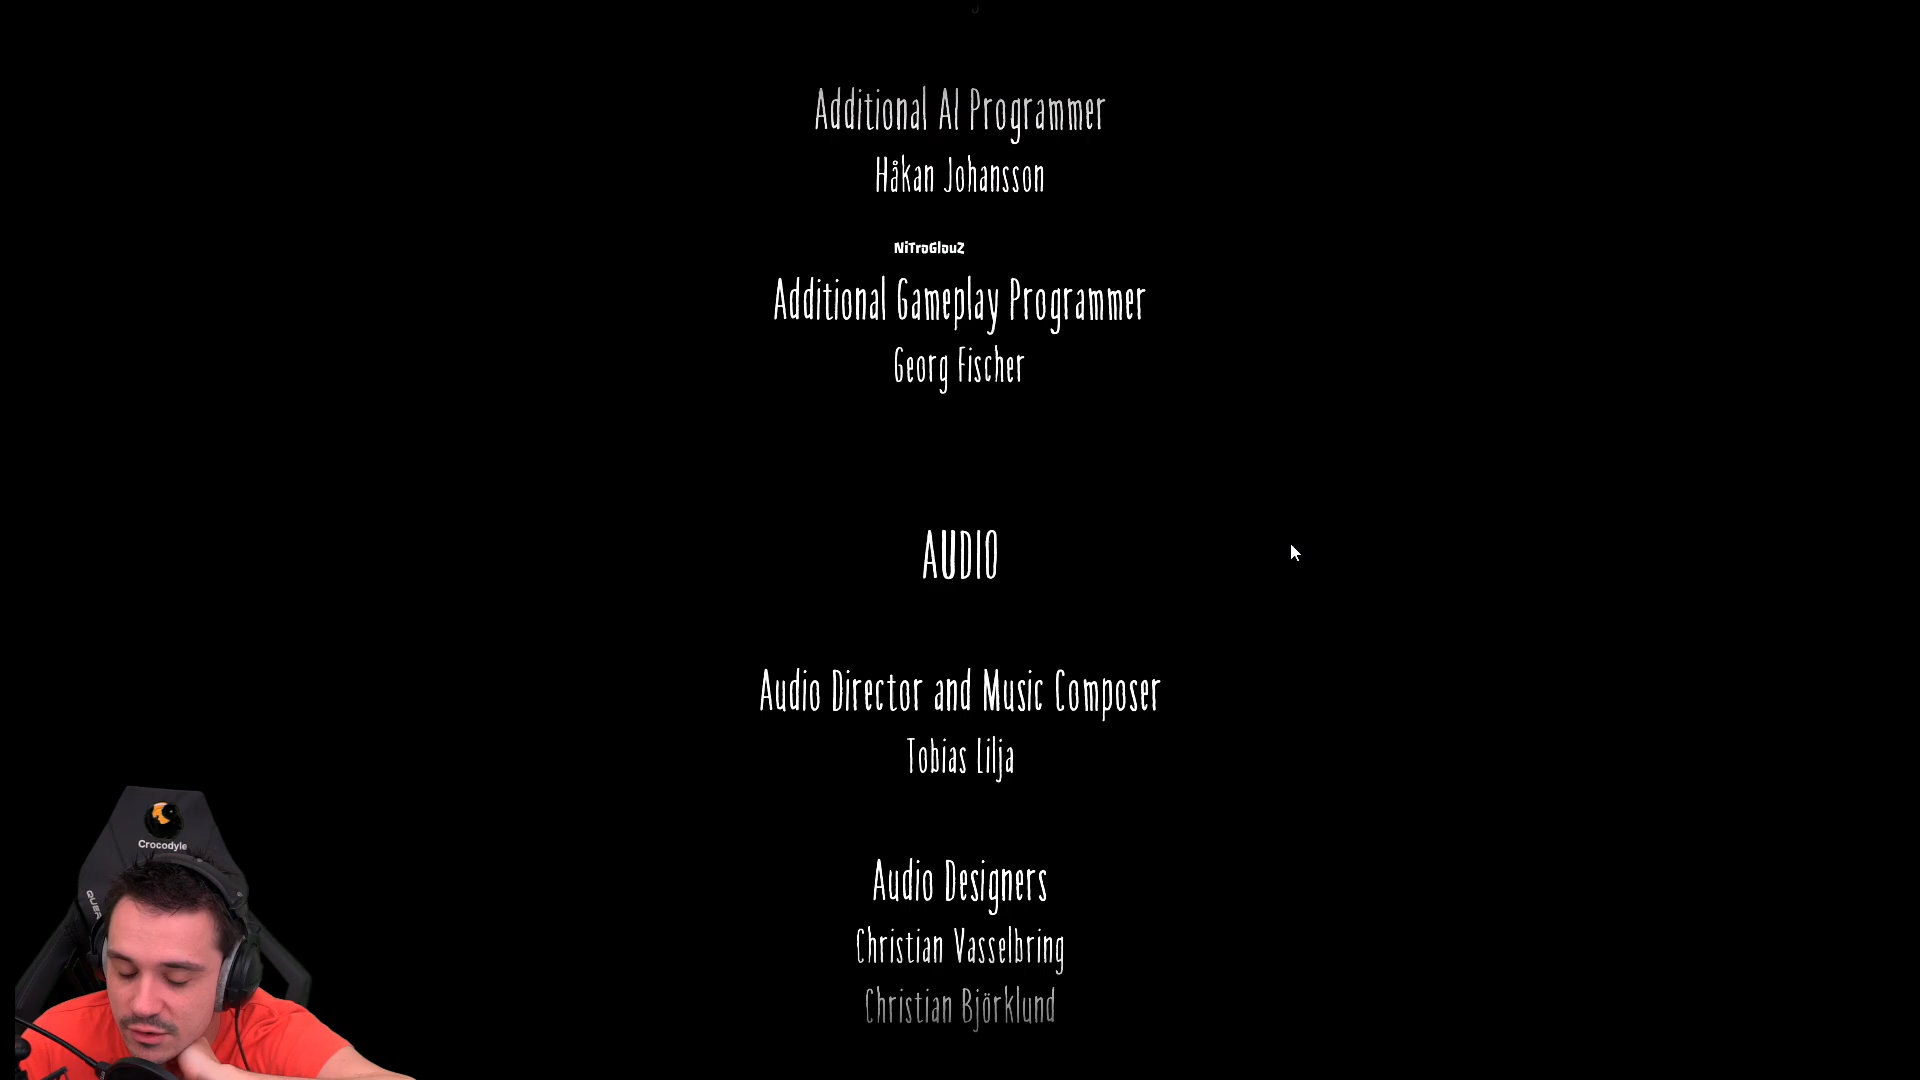 Additional AI Programmer
Håkan Johansson
NiTroGlouZ
Additional Gameplay Programmer
Georg Fischer
AUDIO
Audio Director and Music Composer
Tobias Lilja
Audio Designers
Christian Vasselbring
Christian Björklund
Crocodyle